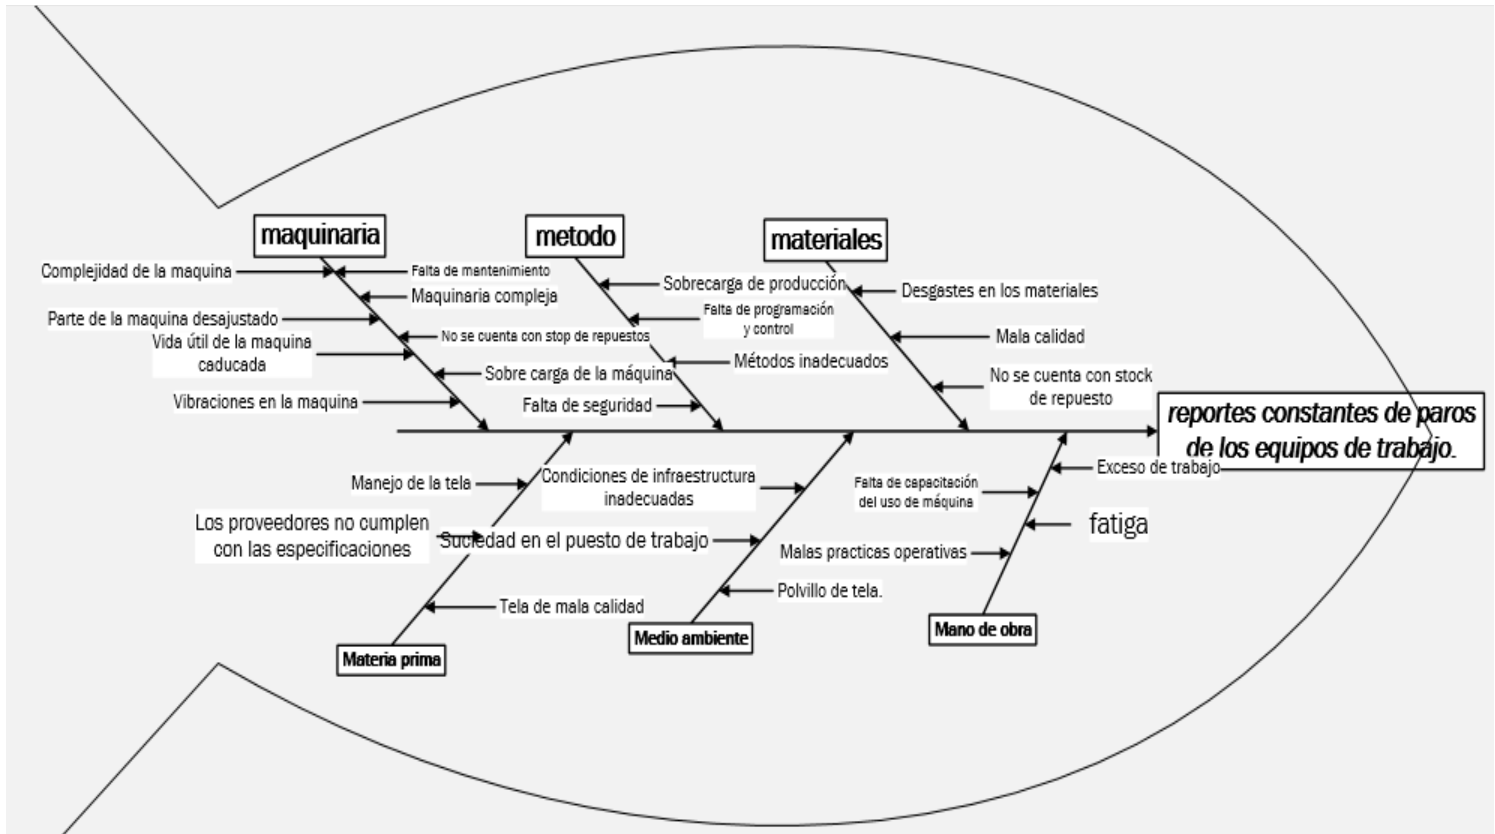 maquinaria
metodo
materiales
Complejidad de la maquina
Falta de mantenimiento
Maquinaria compleja
Parte de la maquina desajustado
No se cuenta con stop de repuestos
Vida útil de la maquina
caducada
Sobre carga de la máquina
Vibraciones en la maquina
Sobrecarga de producción
Falta de programación
y control
Métodos inadecuados
Falta de seguridad
Desgastes en los materiales
Mala calidad
No se cuenta con stock
de repuesto
reportes constantes de paros
de los equipos de trabajo.
Manejo de la tela
Los proveedores no cumplen
con las especificaciones
Tela de mala calidad
Materia prima
Condiciones de infraestructura
inadecuadas
Suciedad en el puesto de trabajo
Polvillo de tela.
Medio ambiente
Exceso de trabajo
Falta de capacitación
del uso de máquina
fatiga
Malas practicas operativas
Mano de obra